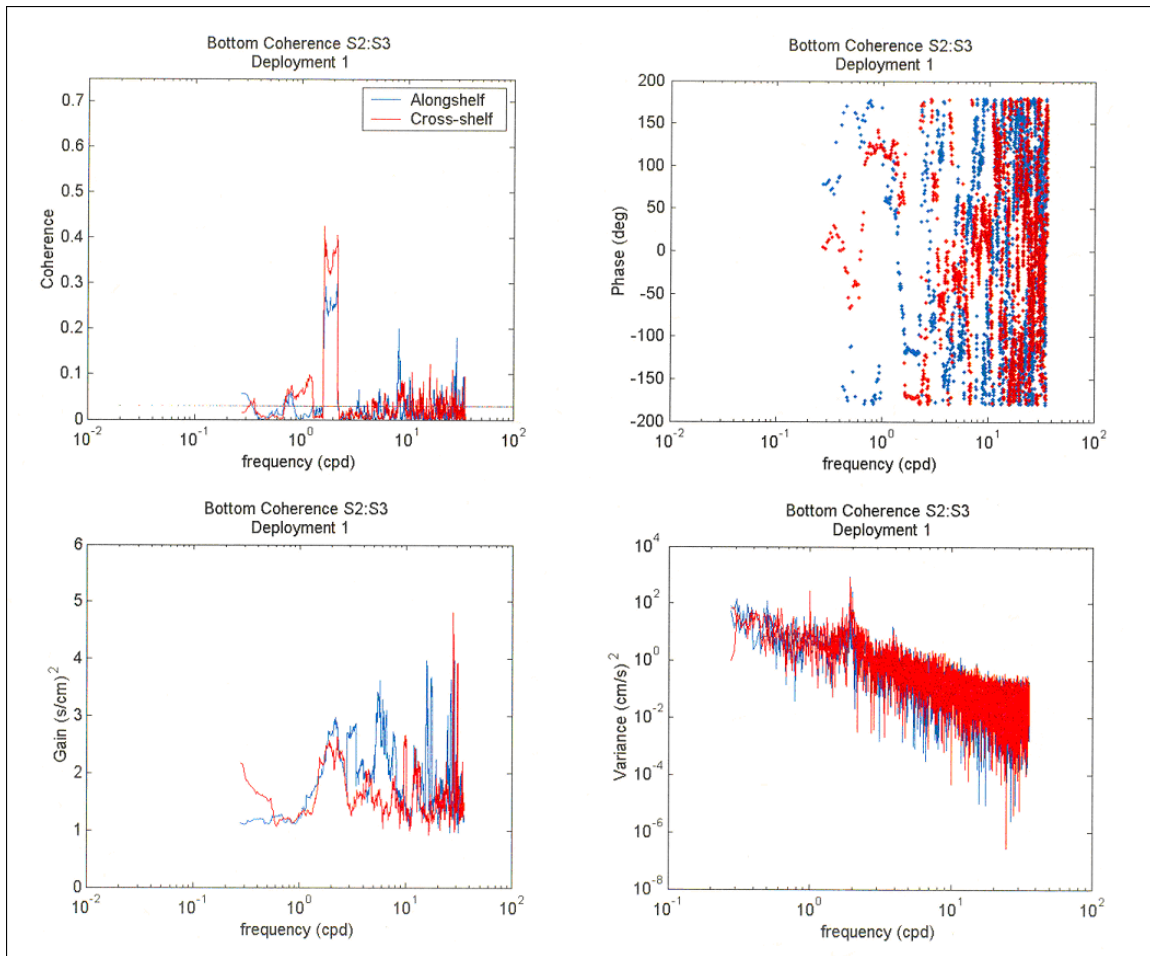 Bottom Coherence S2:S3
Deployment 1
0.7
0.6
0.5
0.4
0.3
0.2
0.1
0
Coherence
Alongshelf
Cross-shelf
10^-2 10^-1 10^0 10^1 10^2
frequency (cpd)
Bottom Coherence S2:S3
Deployment 1
200
150
100
50
0
-50
-100
-150
-200
Phase (deg)
10^-2 10^-1 10^0 10^1 10^2
frequency (cpd)
Bottom Coherence S2:S3
Deployment 1
6
5
4
3
2
1
0
Gain (s/cm)^2
10^-2 10^-1 10^0 10^1 10^2
frequency (cpd)
Bottom Coherence S2:S3
Deployment 1
10^4
10^2
10^0
10^-2
10^-4
10^-6
10^-8
Variance (cm/s)^2
10^-1 10^0 10^1 10^2
frequency (cpd)